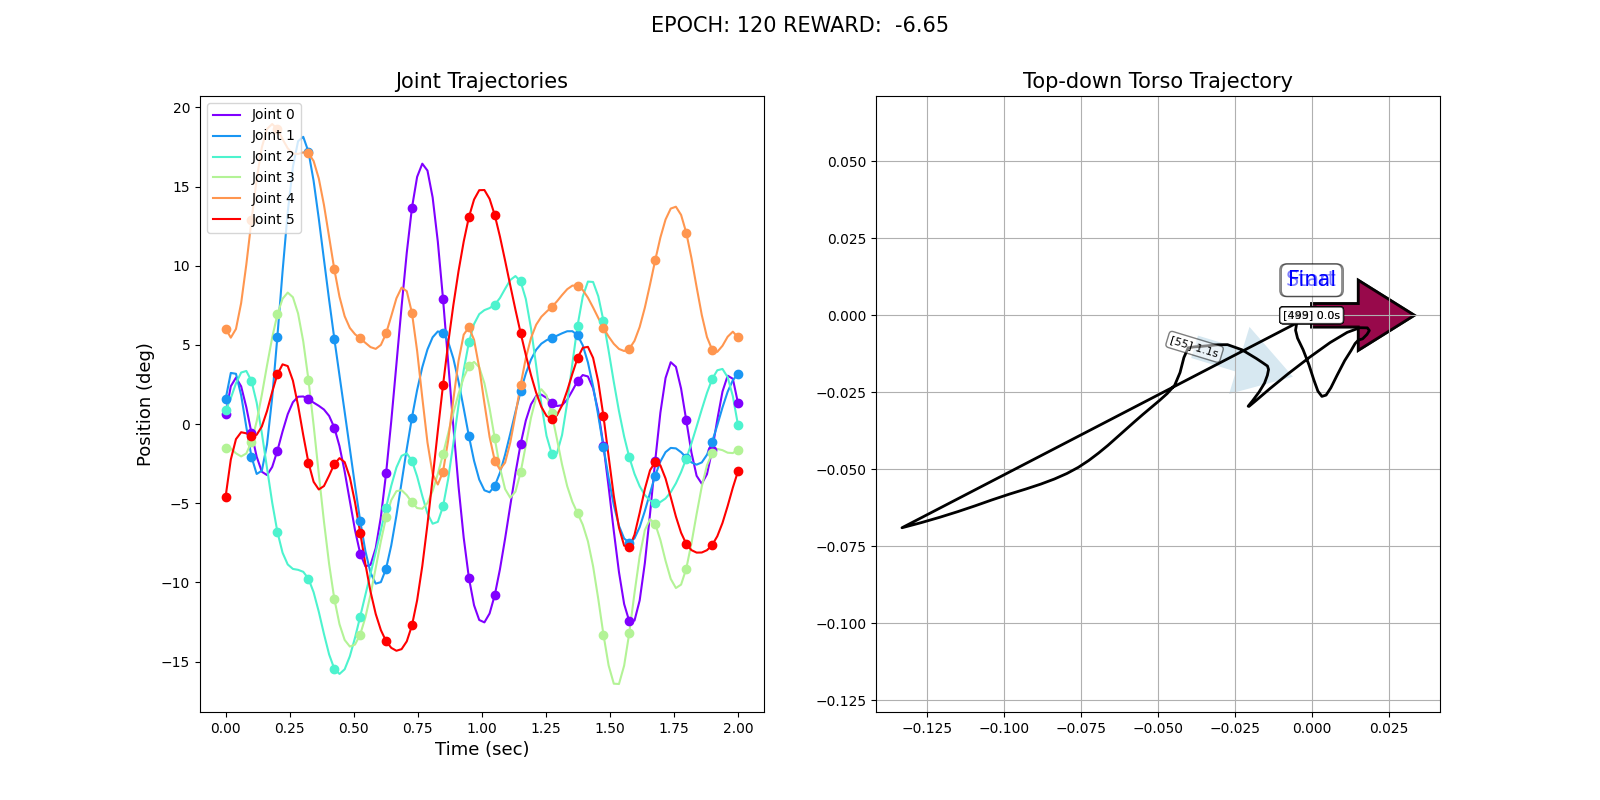 EPOCH: 120 REWARD:  -6.65
Joint Trajectories
Position (deg)
20
15
10
5
0
−5
−10
−15
Joint 0
Joint 1
Joint 2
Joint 3
Joint 4
Joint 5
0.00 0.25 0.50 0.75 1.00 1.25 1.50 1.75 2.00
Time (sec)
Top-down Torso Trajectory
0.050
0.025
0.000
−0.025
−0.050
−0.075
−0.100
−0.125
Final
[499] 0.0s
[55] 1.1s
−0.125 −0.100 −0.075 −0.050 −0.025 0.000 0.025